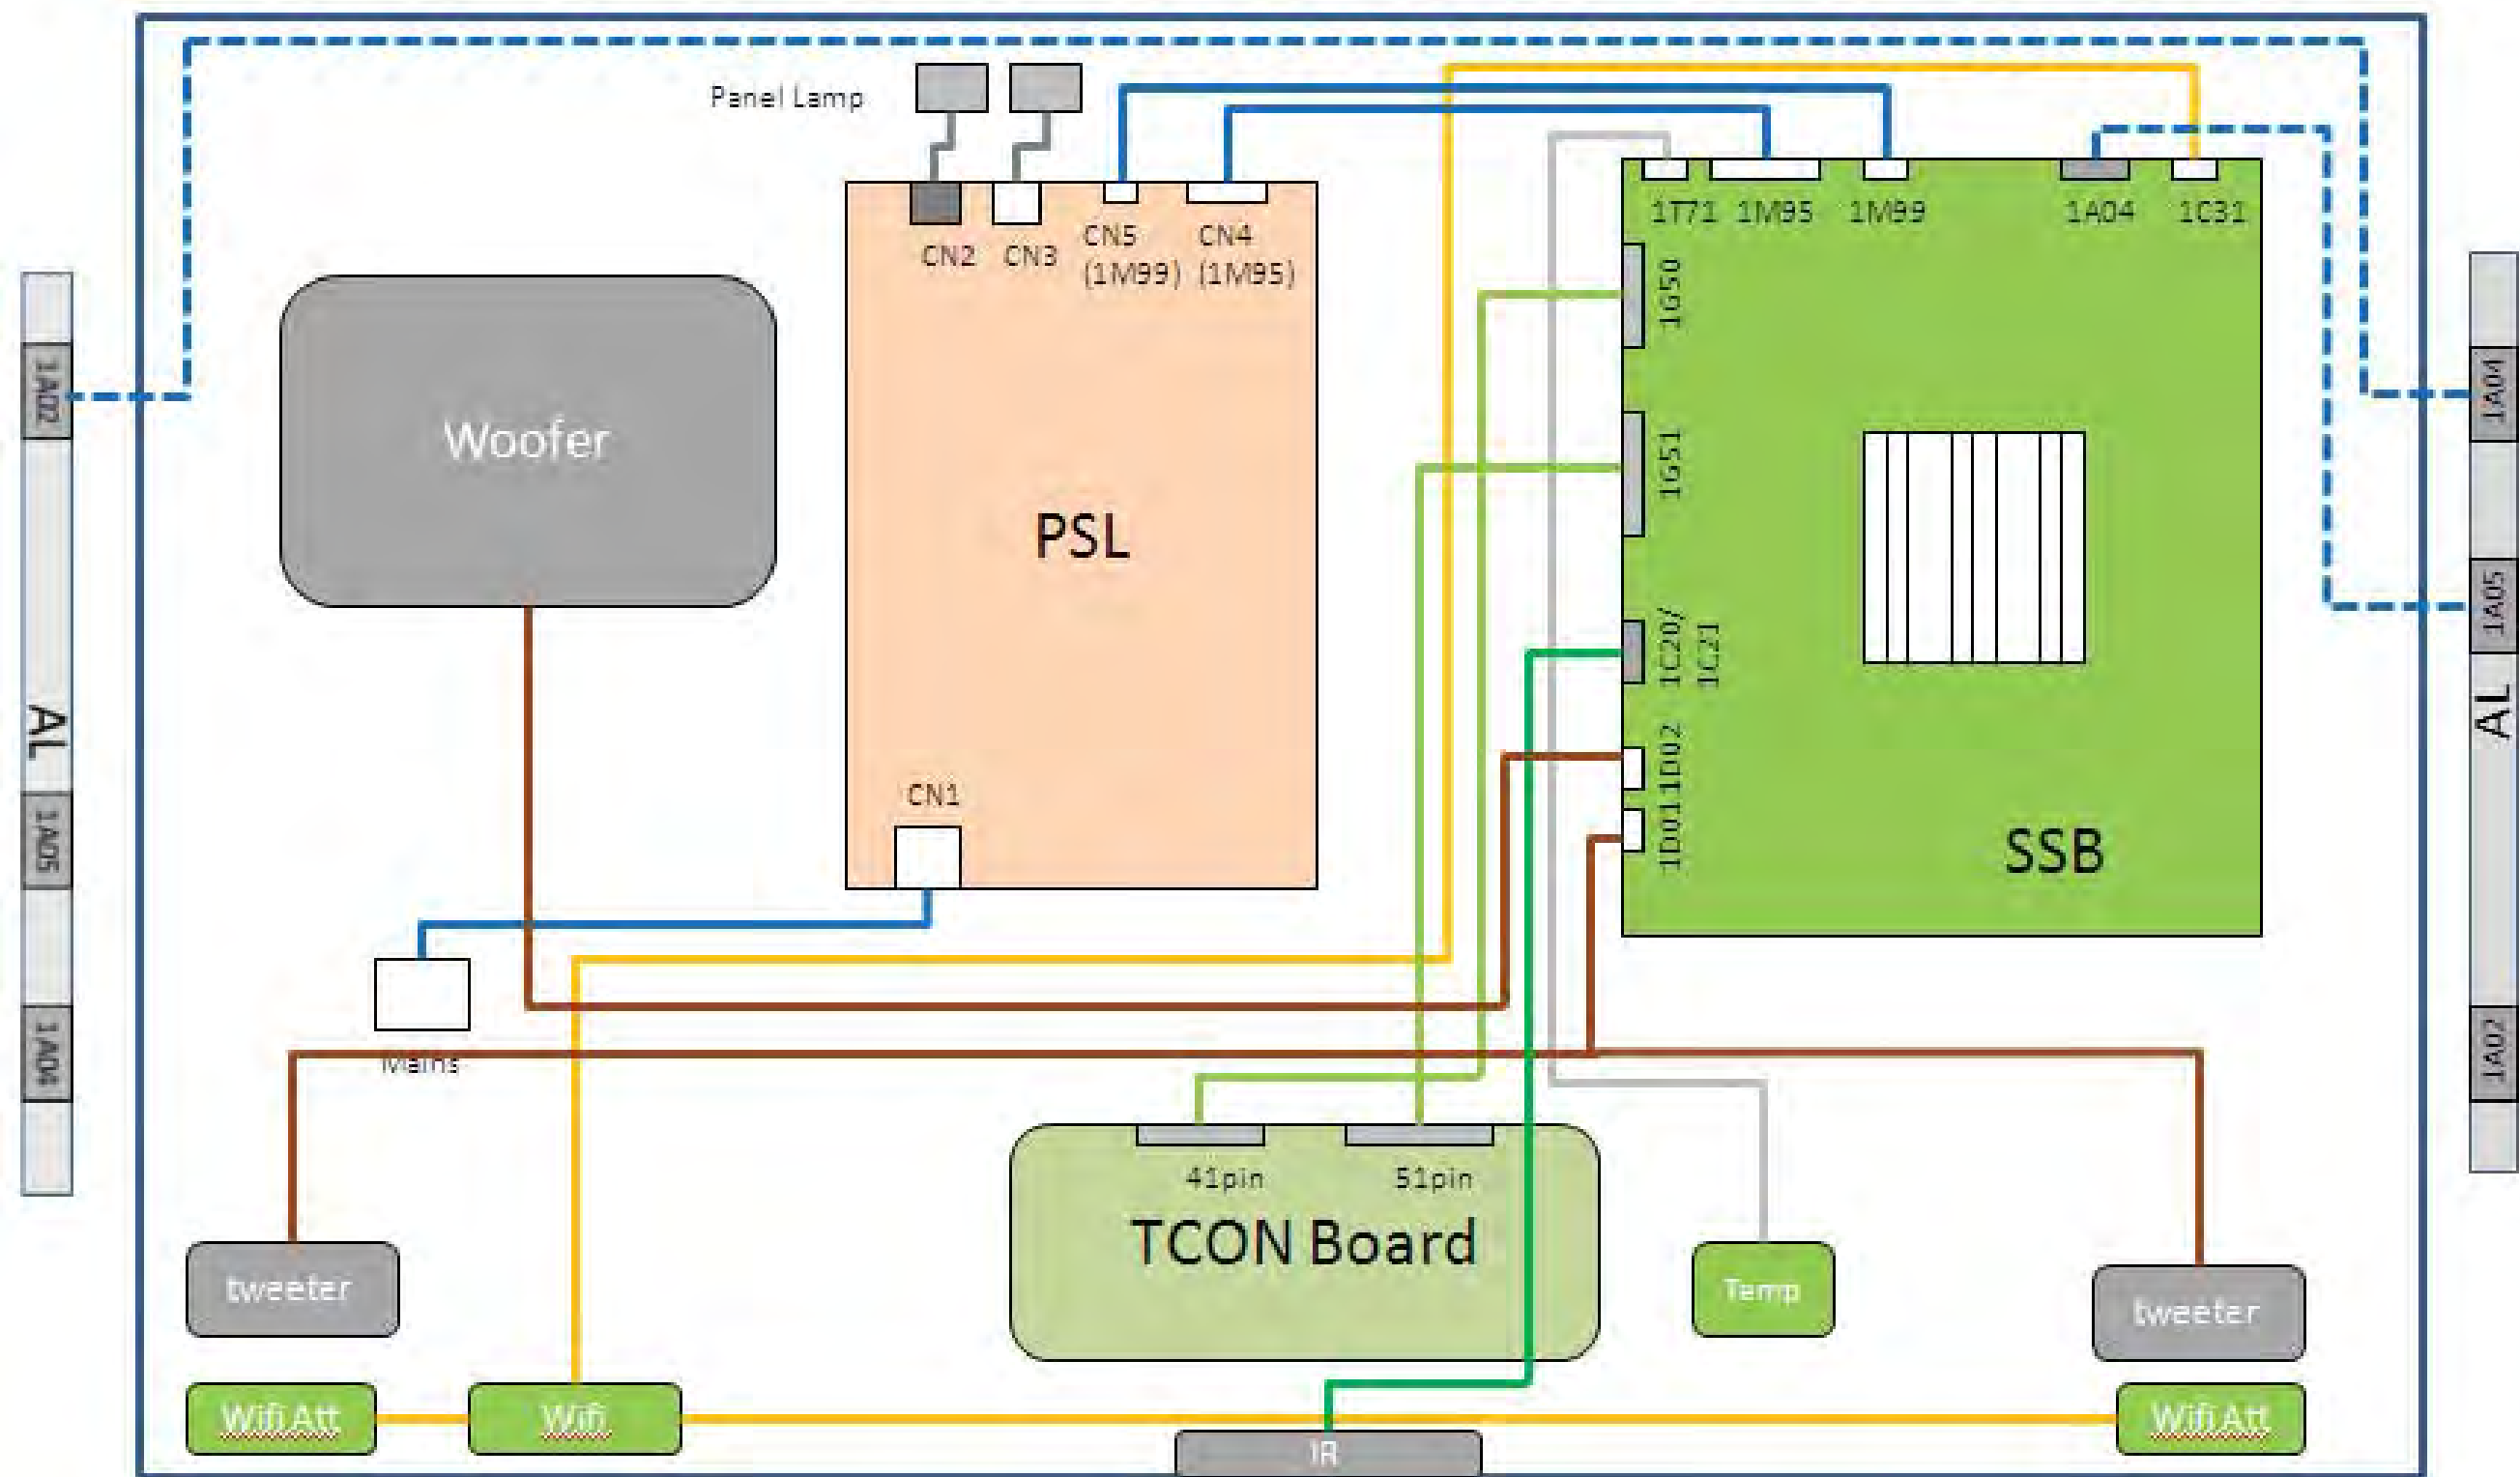 Panel Lamp
1T71
1M95
1M99
1A04
1C31
CN2
CN3
CN5
(1M99)
CN4
(1M95)
1G50
1A02
1A04
Woofer
1G51
PSL
1A05
1C20/
1C21
AL
AL
1D02
CN1
1A05
1D01
SSB
Mains
1A04
1A02
41pin
51pin
TCON Board
tweeter
Temp
tweeter
Wifi Att
Wifi
Wifi Att
IR